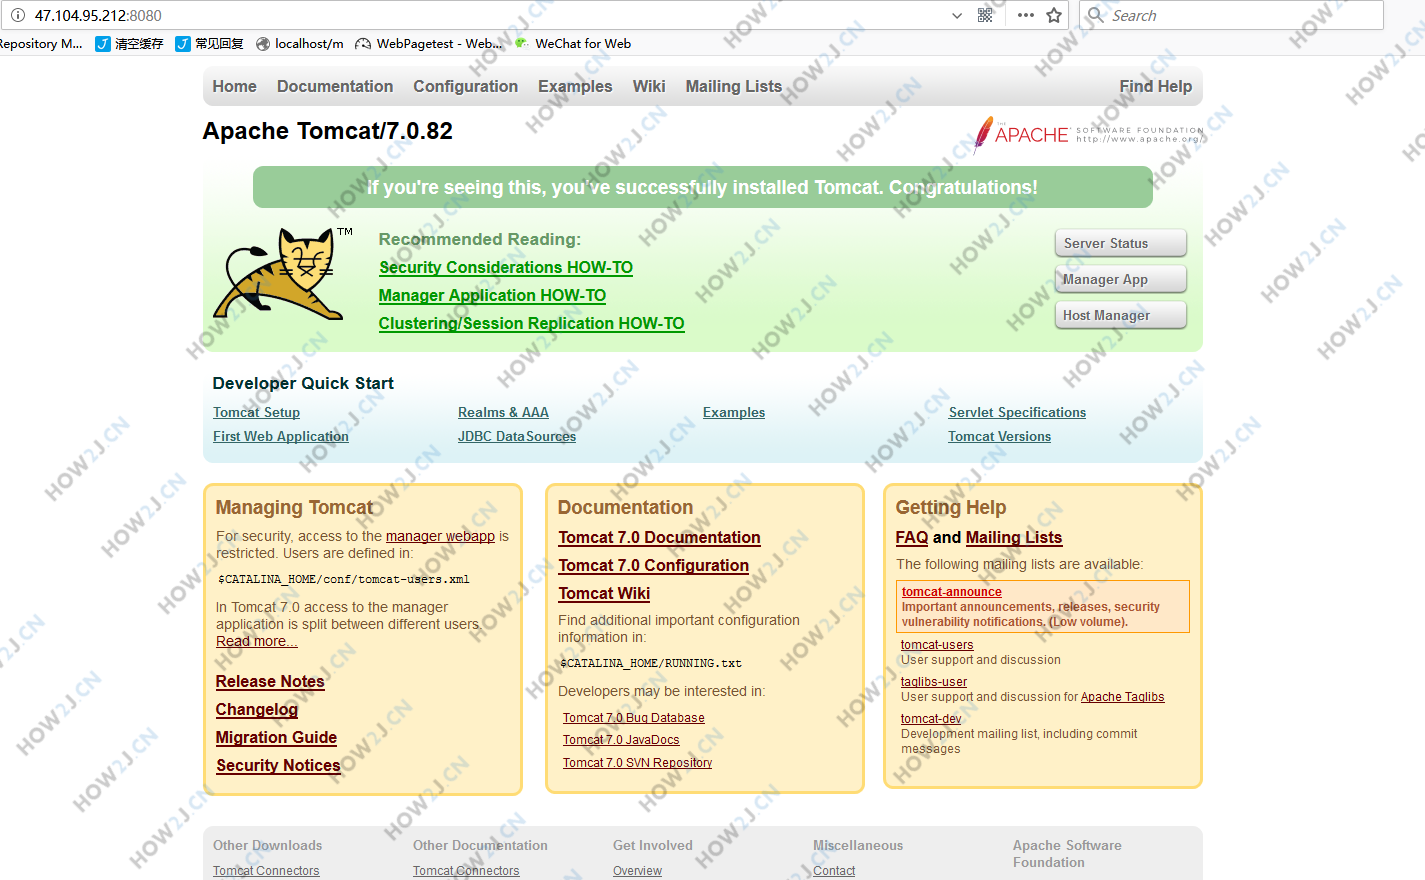 47.104.95.212:8080
Search
Repository M...
清空缓存
常见回复
localhost/m
WebPagetest - Web...
WeChat for Web
Home
Documentation
Configuration
Examples
Wiki
Mailing Lists
Find Help
Apache Tomcat/7.0.82
THE
APACHE
SOFTWARE FOUNDATION
http://www.apache.org/
If you're seeing this, you've successfully installed Tomcat. Congratulations!
TM
Recommended Reading:
Security Considerations HOW-TO
Manager Application HOW-TO
Clustering/Session Replication HOW-TO
Server Status
Manager App
Host Manager
Developer Quick Start
Tomcat Setup
First Web Application
Realms & AAA
JDBC DataSources
Examples
Servlet Specifications
Tomcat Versions
Managing Tomcat
For security, access to the manager webapp is
restricted. Users are defined in:
$CATALINA_HOME/conf/tomcat-users.xml
In Tomcat 7.0 access to the manager
application is split between different users.
Read more...
Release Notes
Changelog
Migration Guide
Security Notices
Documentation
Tomcat 7.0 Documentation
Tomcat 7.0 Configuration
Tomcat Wiki
Find additional important configuration
information in:
$CATALINA_HOME/RUNNING.txt
Developers may be interested in:
Tomcat 7.0 Bug Database
Tomcat 7.0 JavaDocs
Tomcat 7.0 SVN Repository
Getting Help
FAQ and Mailing Lists
The following mailing lists are available:
tomcat-announce
Important announcements, releases, security
vulnerability notifications. (Low volume).
tomcat-users
User support and discussion
taglibs-user
User support and discussion for Apache Taglibs
tomcat-dev
Development mailing list, including commit
messages
Other Downloads
Tomcat Connectors
Other Documentation
Tomcat Connectors
Get Involved
Overview
Miscellaneous
Contact
Apache Software
Foundation
HOW2J.CN